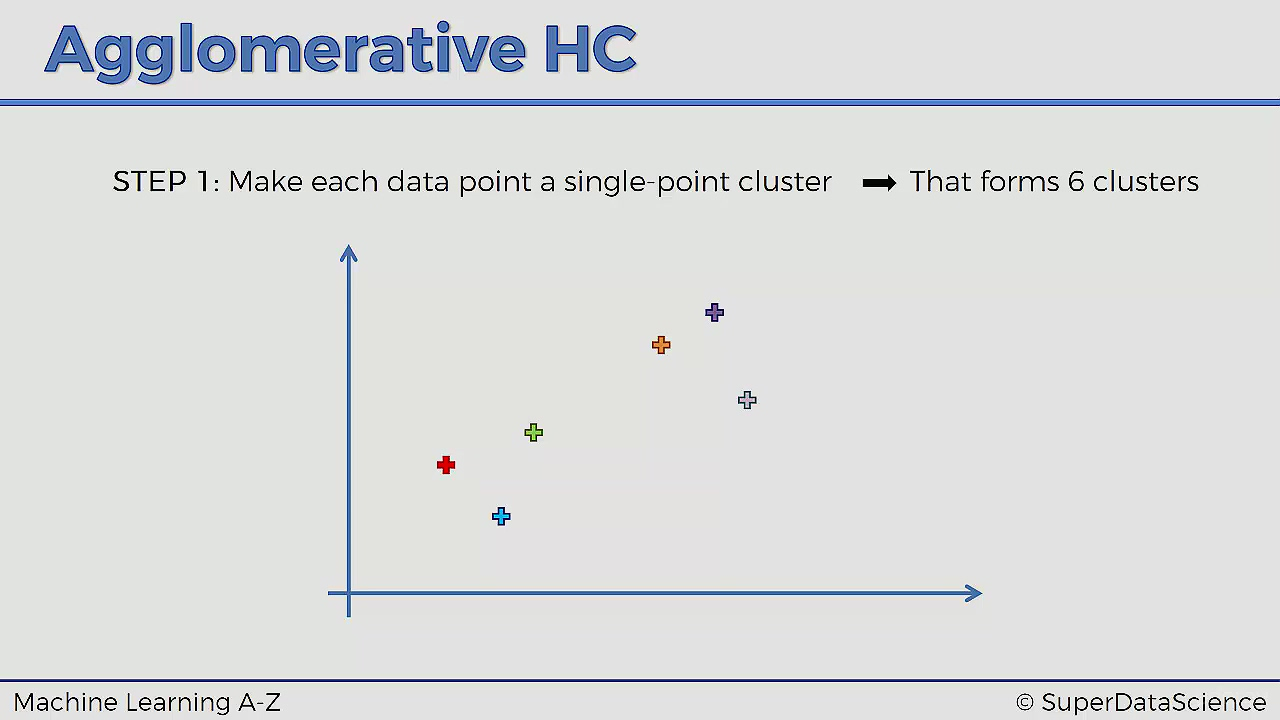 Agglomerative HC
STEP 1: Make each data point a single-point cluster ➡ That forms 6 clusters
Machine Learning A-Z
© SuperDataScience